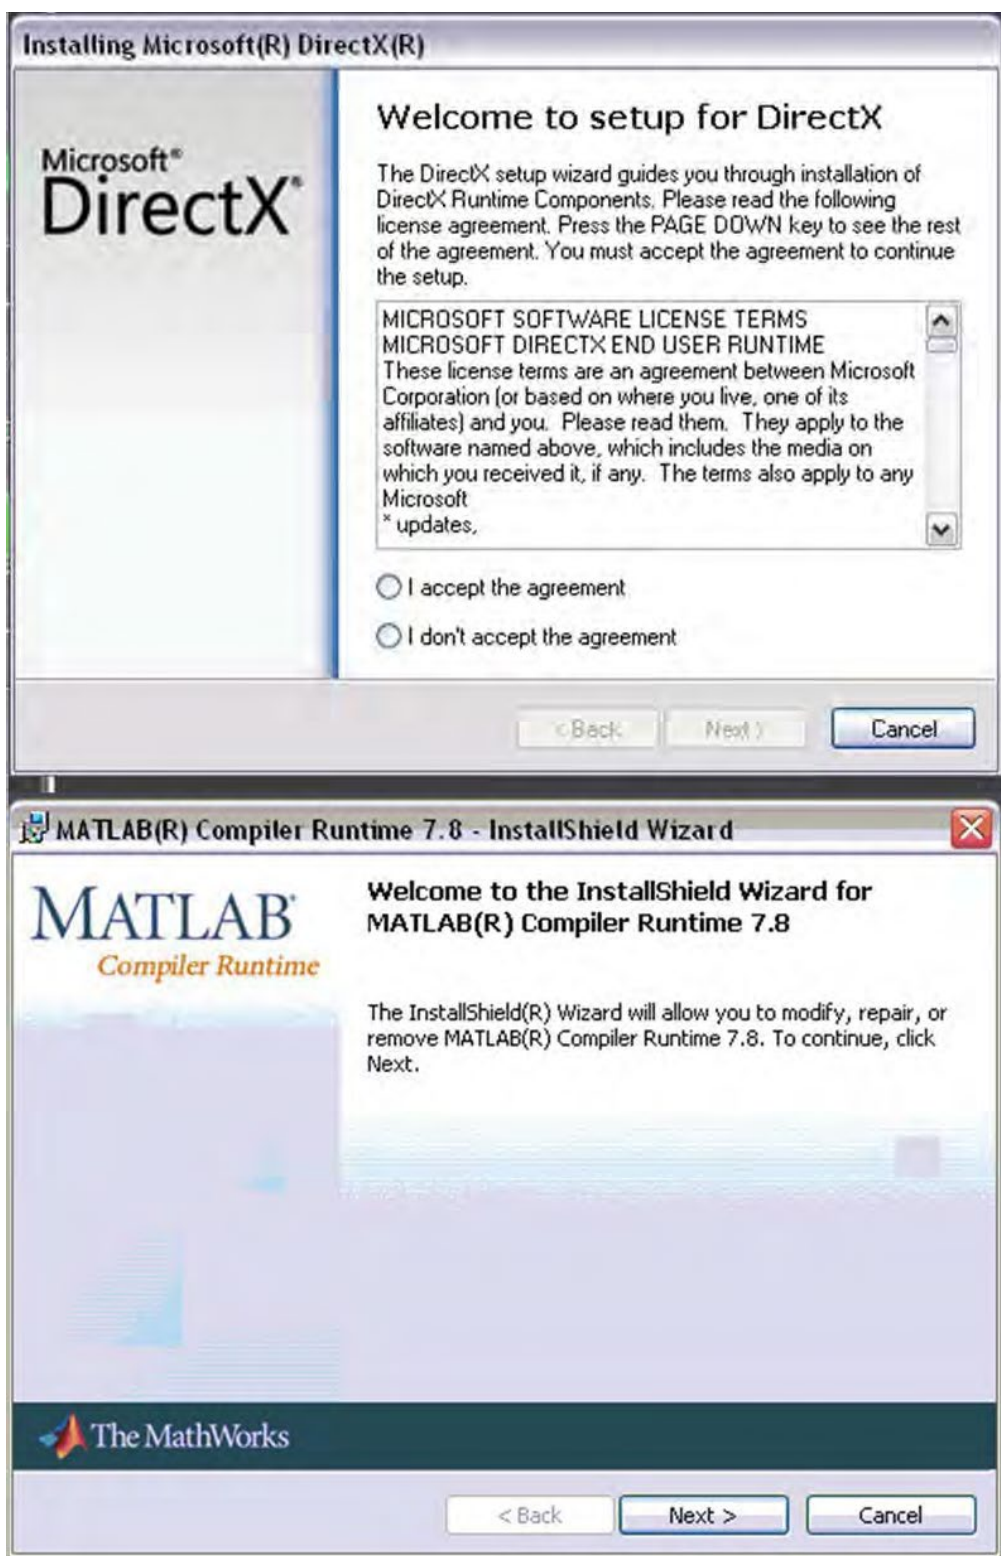 Installing Microsoft(R) DirectX(R)
Microsoft®
DirectX®
Welcome to setup for DirectX
The DirectX setup wizard guides you through installation of
DirectX Runtime Components. Please read the following
license agreement. Press the PAGE DOWN key to see the rest
of the agreement. You must accept the agreement to continue
the setup.
MICROSOFT SOFTWARE LICENSE TERMS
MICROSOFT DIRECTX END USER RUNTIME
These license terms are an agreement between Microsoft
Corporation (or based on where you live, one of its
affiliates) and you.  Please read them.  They apply to the
software named above, which includes the media on
which you received it, if any.  The terms also apply to any
Microsoft
* updates,
I accept the agreement
I don't accept the agreement
< Back
Next >
Cancel
MATLAB(R) Compiler Runtime 7.8 - InstallShield Wizard
MATLAB®
Compiler Runtime
Welcome to the InstallShield Wizard for
MATLAB(R) Compiler Runtime 7.8
The InstallShield(R) Wizard will allow you to modify, repair, or
remove MATLAB(R) Compiler Runtime 7.8. To continue, click
Next.
The MathWorks
< Back
Next >
Cancel